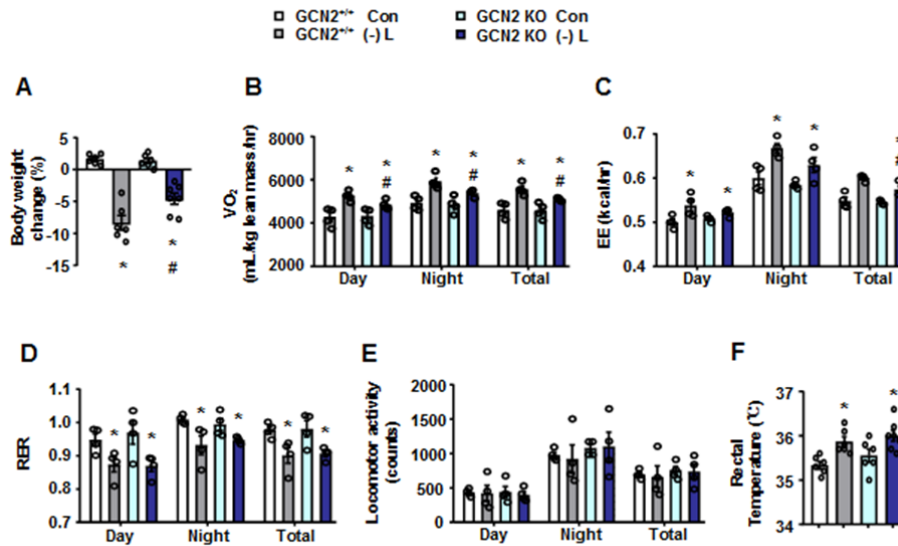 GCN2+/+ Con
GCN2+/+ (-) L
GCN2 KO Con
GCN2 KO (-) L
A
Body weight
change (%)
5
0
-5
-10
-15
*
*
#
B
VO2
(mL/kg lean mass/hr)
8000
6000
4000
2000
* * # * * # * * #
Day Night Total
C
EE (kcal/hr)
0.7
0.6
0.5
0.4
* * * * * #
Day Night Total
D
RER
1.1
1.0
0.9
0.8
0.7
* * * * * *
Day Night Total
E
Locomotor activity
(counts)
2000
1500
1000
500
0
Day Night Total
F
Rectal
Temperature (℃)
37
36
35
34
* *